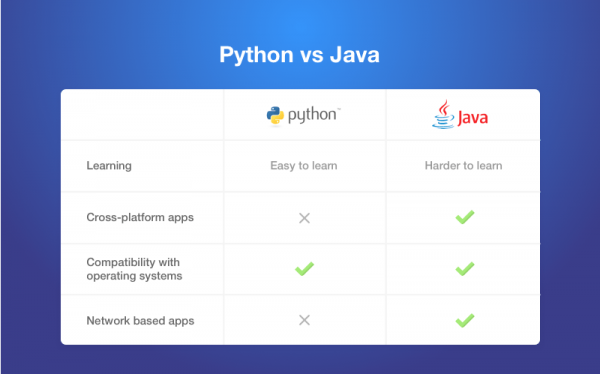 Python vs Java
python™
Java
Learning
Easy to learn
Harder to learn
Cross-platform apps
Compatibility with
operating systems
Network based apps